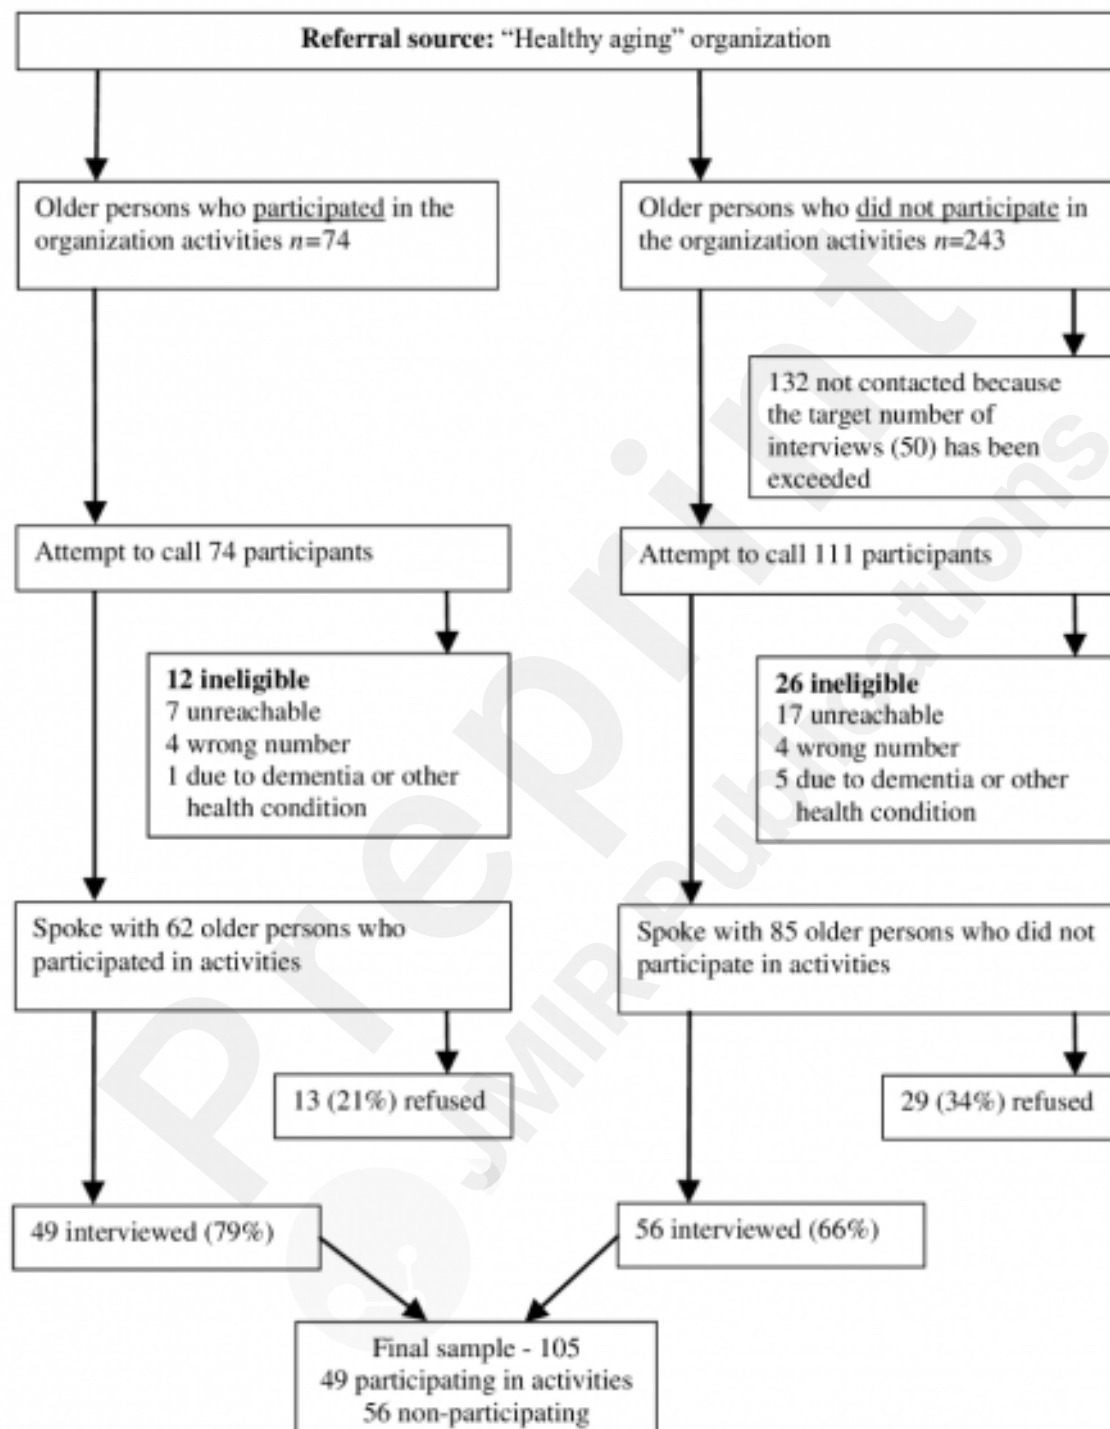 Referral source: “Healthy aging” organization
Older persons who participated in the
organization activities n=74
Older persons who did not participate in
the organization activities n=243
132 not contacted because
the target number of
interviews (50) has been
exceeded
Attempt to call 74 participants
Attempt to call 111 participants
12 ineligible
7 unreachable
4 wrong number
1 due to dementia or other
health condition
26 ineligible
17 unreachable
4 wrong number
5 due to dementia or other
health condition
Spoke with 62 older persons who
participated in activities
Spoke with 85 older persons who did not
participate in activities
13 (21%) refused
29 (34%) refused
49 interviewed (79%)
56 interviewed (66%)
Final sample - 105
49 participating in activities
56 non-participating
Preprint
JMIR Publications